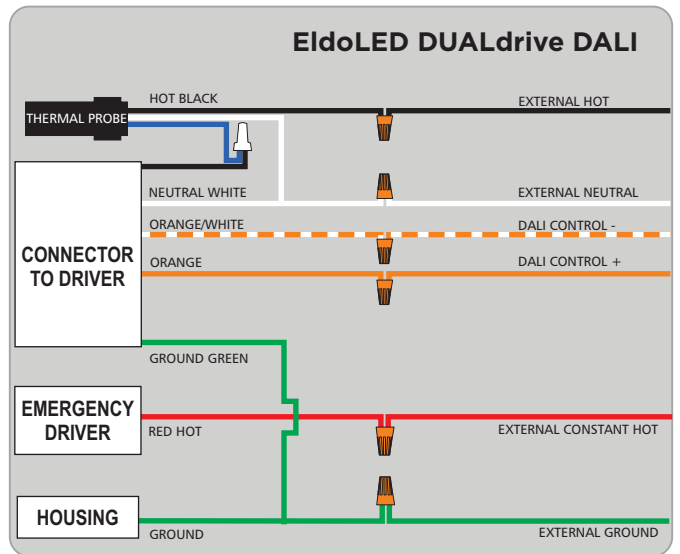 EldoLED DUALdrive DALI
HOT BLACK
EXTERNAL HOT
THERMAL PROBE
NEUTRAL WHITE
EXTERNAL NEUTRAL
ORANGE/WHITE
DALI CONTROL -
CONNECTOR
TO DRIVER
ORANGE
DALI CONTROL +
GROUND GREEN
EMERGENCY
DRIVER
RED HOT
EXTERNAL CONSTANT HOT
HOUSING
GROUND
EXTERNAL GROUND